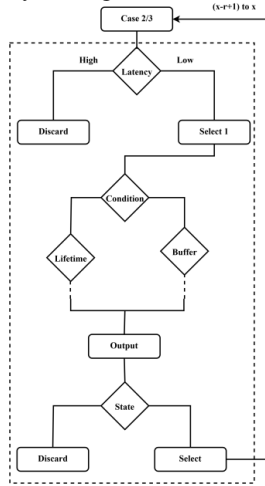 (x-r+1) to x
Case 2/3
High
Low
Latency
Discard
Select 1
Condition
Lifetime
Buffer
Output
State
Discard
Select